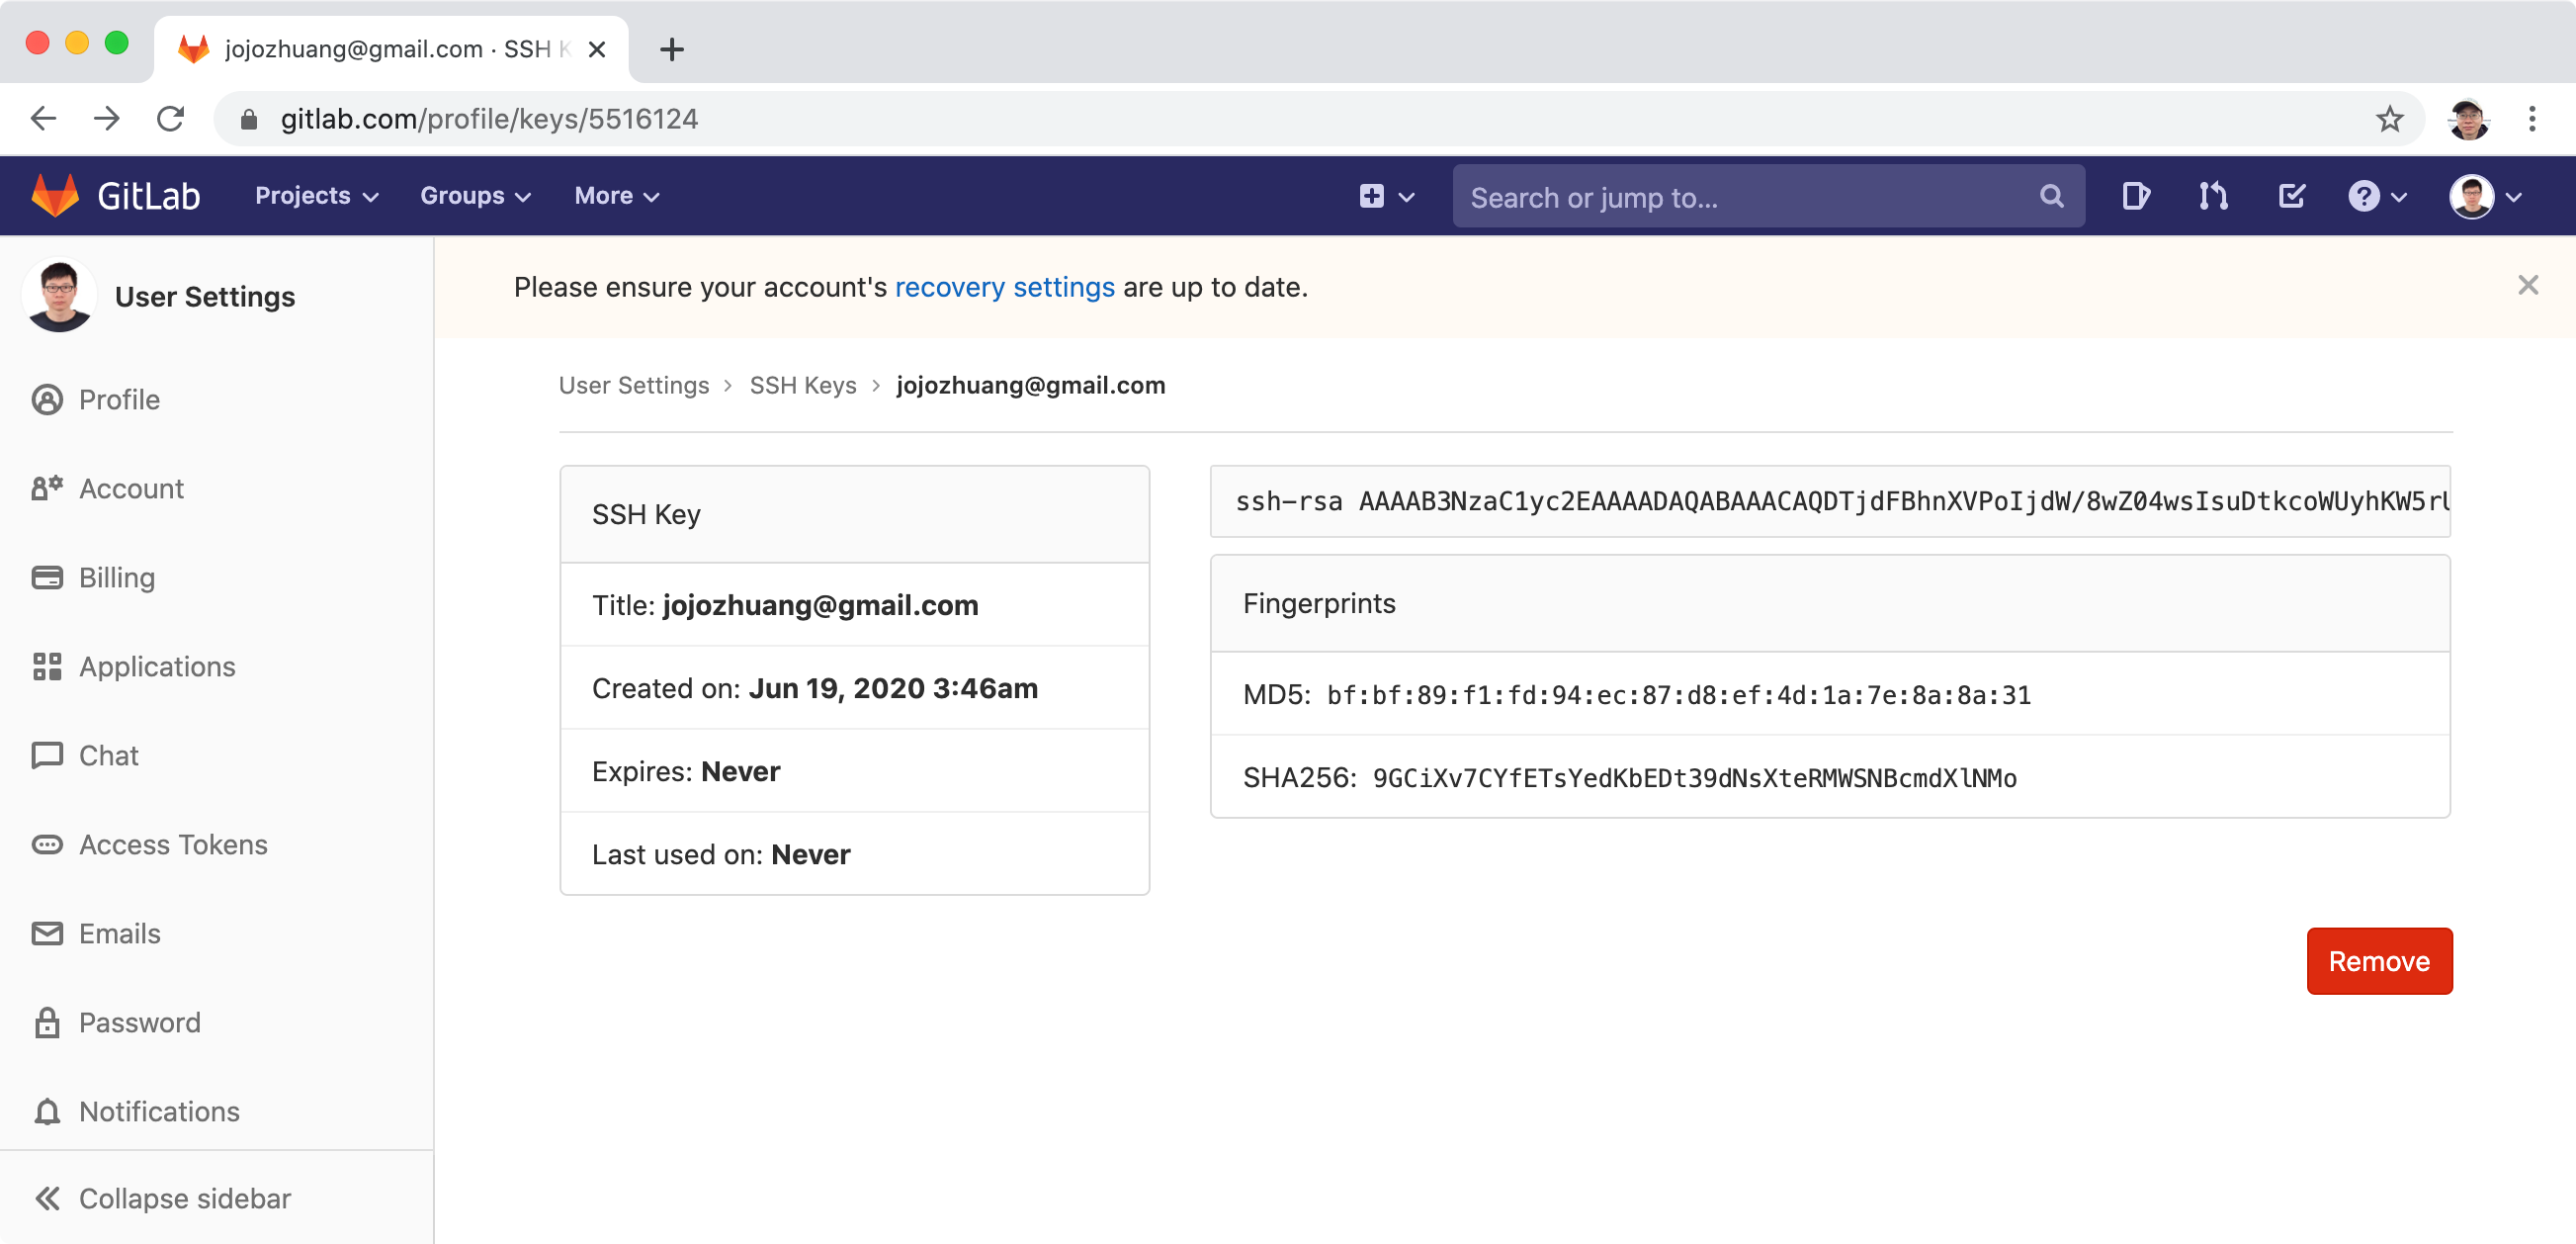 jojozhuang@gmail.com · SSH K
gitlab.com/profile/keys/5516124
GitLab Projects Groups More Search or jump to...
User Settings
Profile
Account
Billing
Applications
Chat
Access Tokens
Emails
Password
Notifications
Collapse sidebar
Please ensure your account's recovery settings are up to date.
User Settings > SSH Keys > jojozhuang@gmail.com
SSH Key
Title: jojozhuang@gmail.com
Created on: Jun 19, 2020 3:46am
Expires: Never
Last used on: Never
ssh-rsa AAAAB3NzaC1yc2EAAAADAQABAAACAQDTjdFBhnXVPoIjdW/8wZ04wsIsuDtkcoWUyhKW5rU
Fingerprints
MD5: bf:bf:89:f1:fd:94:ec:87:d8:ef:4d:1a:7e:8a:8a:31
SHA256: 9GCiXv7CYfETsYedKbEDt39dNsXteRMWSNBcmdXlNMo
Remove